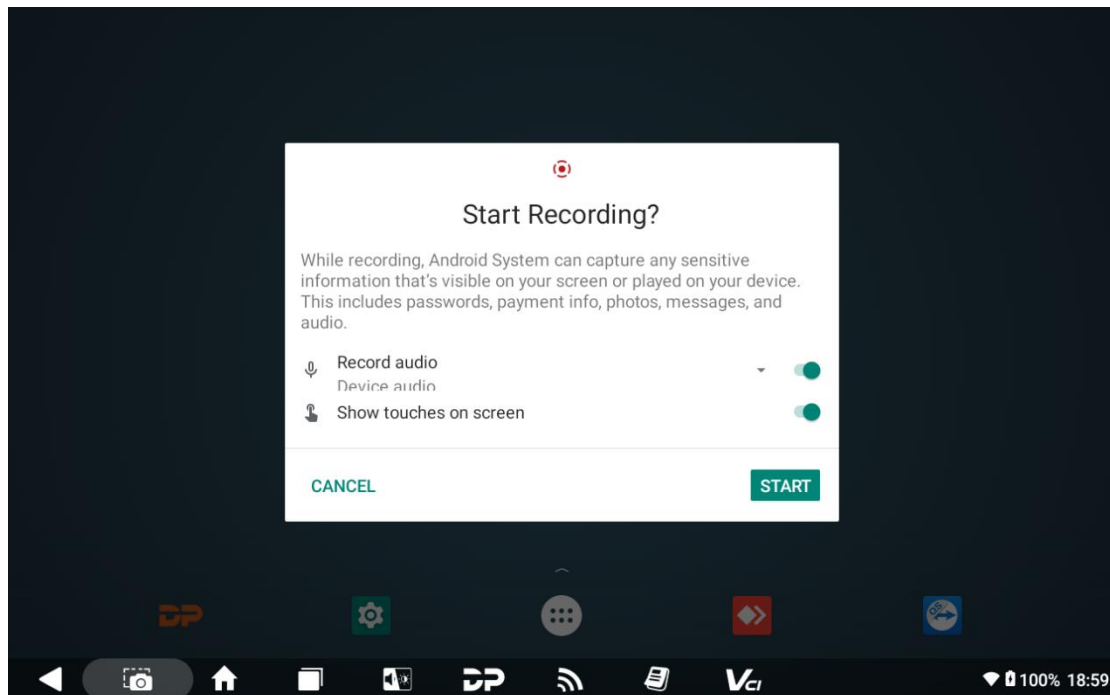 Start Recording?
While recording, Android System can capture any sensitive
information that's visible on your screen or played on your device.
This includes passwords, payment info, photos, messages, and
audio.
Record audio
Device audio
Show touches on screen
CANCEL
START
DP
QS
DP
VCI
100% 18:59